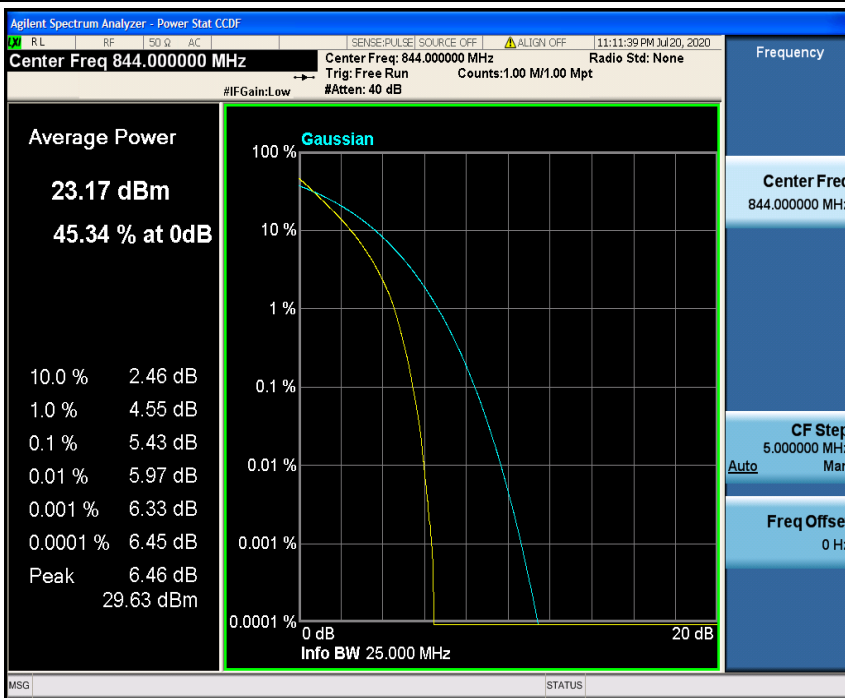 Agilent Spectrum Analyzer - Power Stat CCDF
LXI RL RF 50 Ω AC SENSE:PULSE SOURCE OFF ALIGN OFF 11:11:39 PM Jul 20, 2020
Center Freq 844.000000 MHz
Center Freq: 844.000000 MHz Radio Std: None
Trig: Free Run Counts:1.00 M/1.00 Mpt
#IFGain:Low #Atten: 40 dB
Average Power
23.17 dBm
45.34 % at 0dB
10.0 % 2.46 dB
1.0 % 4.55 dB
0.1 % 5.43 dB
0.01 % 5.97 dB
0.001 % 6.33 dB
0.0001 % 6.45 dB
Peak 6.46 dB
29.63 dBm
Gaussian
100 %
10 %
1 %
0.1 %
0.01 %
0.001 %
0.0001 %
0 dB 20 dB
Info BW 25.000 MHz
Frequency
Center Freq
844.000000 MHz
CF Step
5.000000 MHz
Auto Man
Freq Offse
0 Hz
MSG STATUS